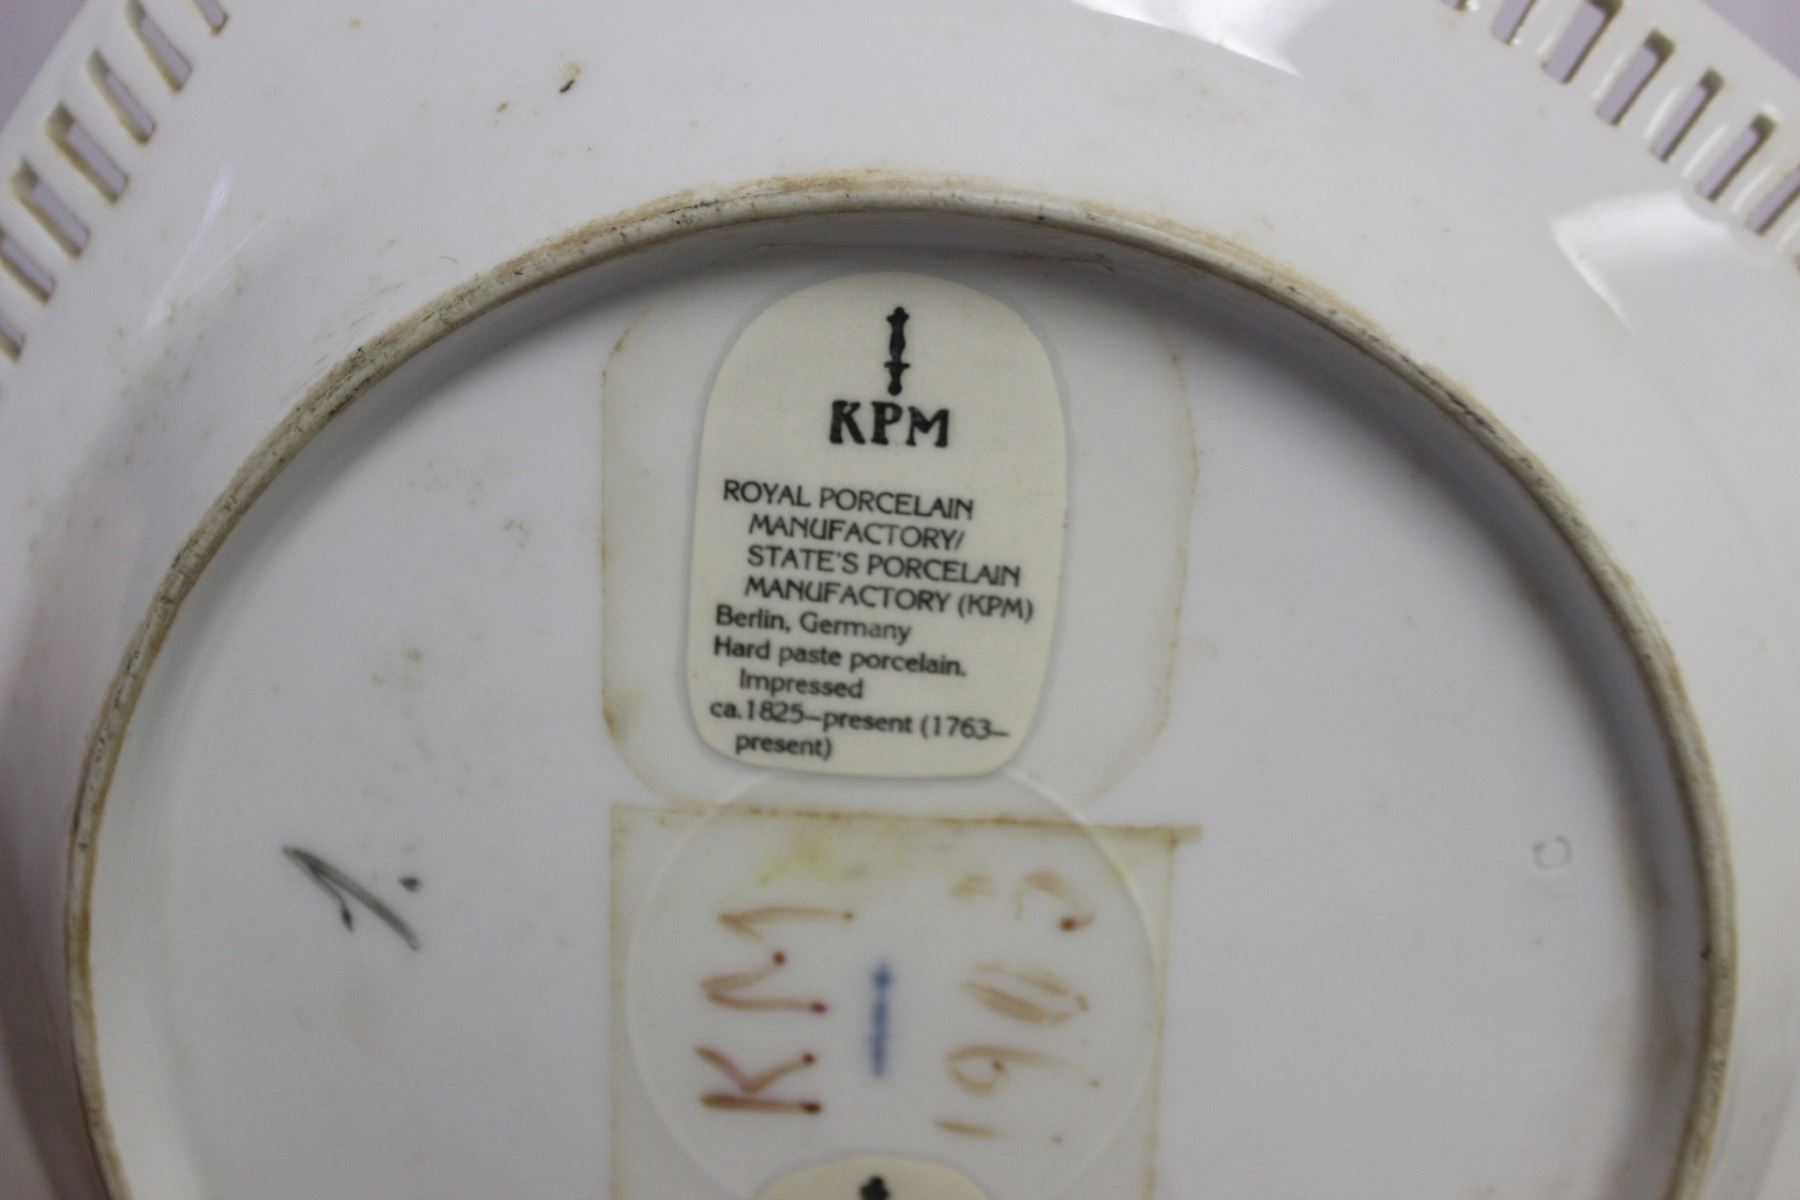 KPM
ROYAL PORCELAIN
MANUFACTORY/
STATE'S PORCELAIN
MANUFACTORY (KPM)
Berlin, Germany
Hard paste porcelain.
Impressed
ca.1825–present (1763–
present)
1.
KM
1903